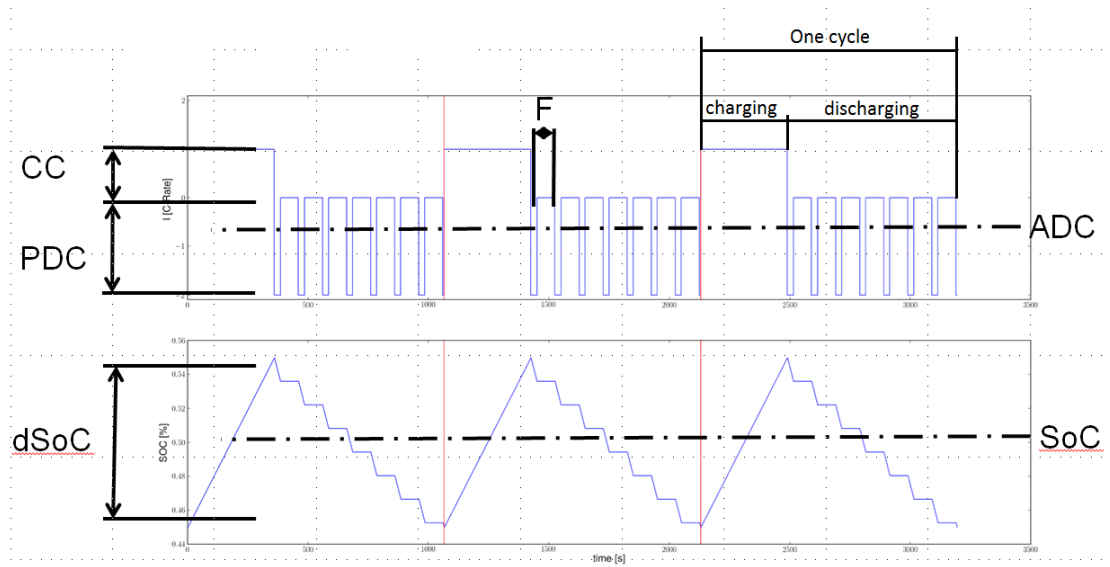 One cycle
F
charging
discharging
CC
PDC
I [C-Rate]
2
1
0
−1
0
500
1000
1500
2000
2500
3000
3500
ADC
dSoC
SOC [%]
0.56
0.54
0.52
0.50
0.48
0.46
0.44
0
500
1000
1500
2000
2500
3000
3500
time [s]
SoC